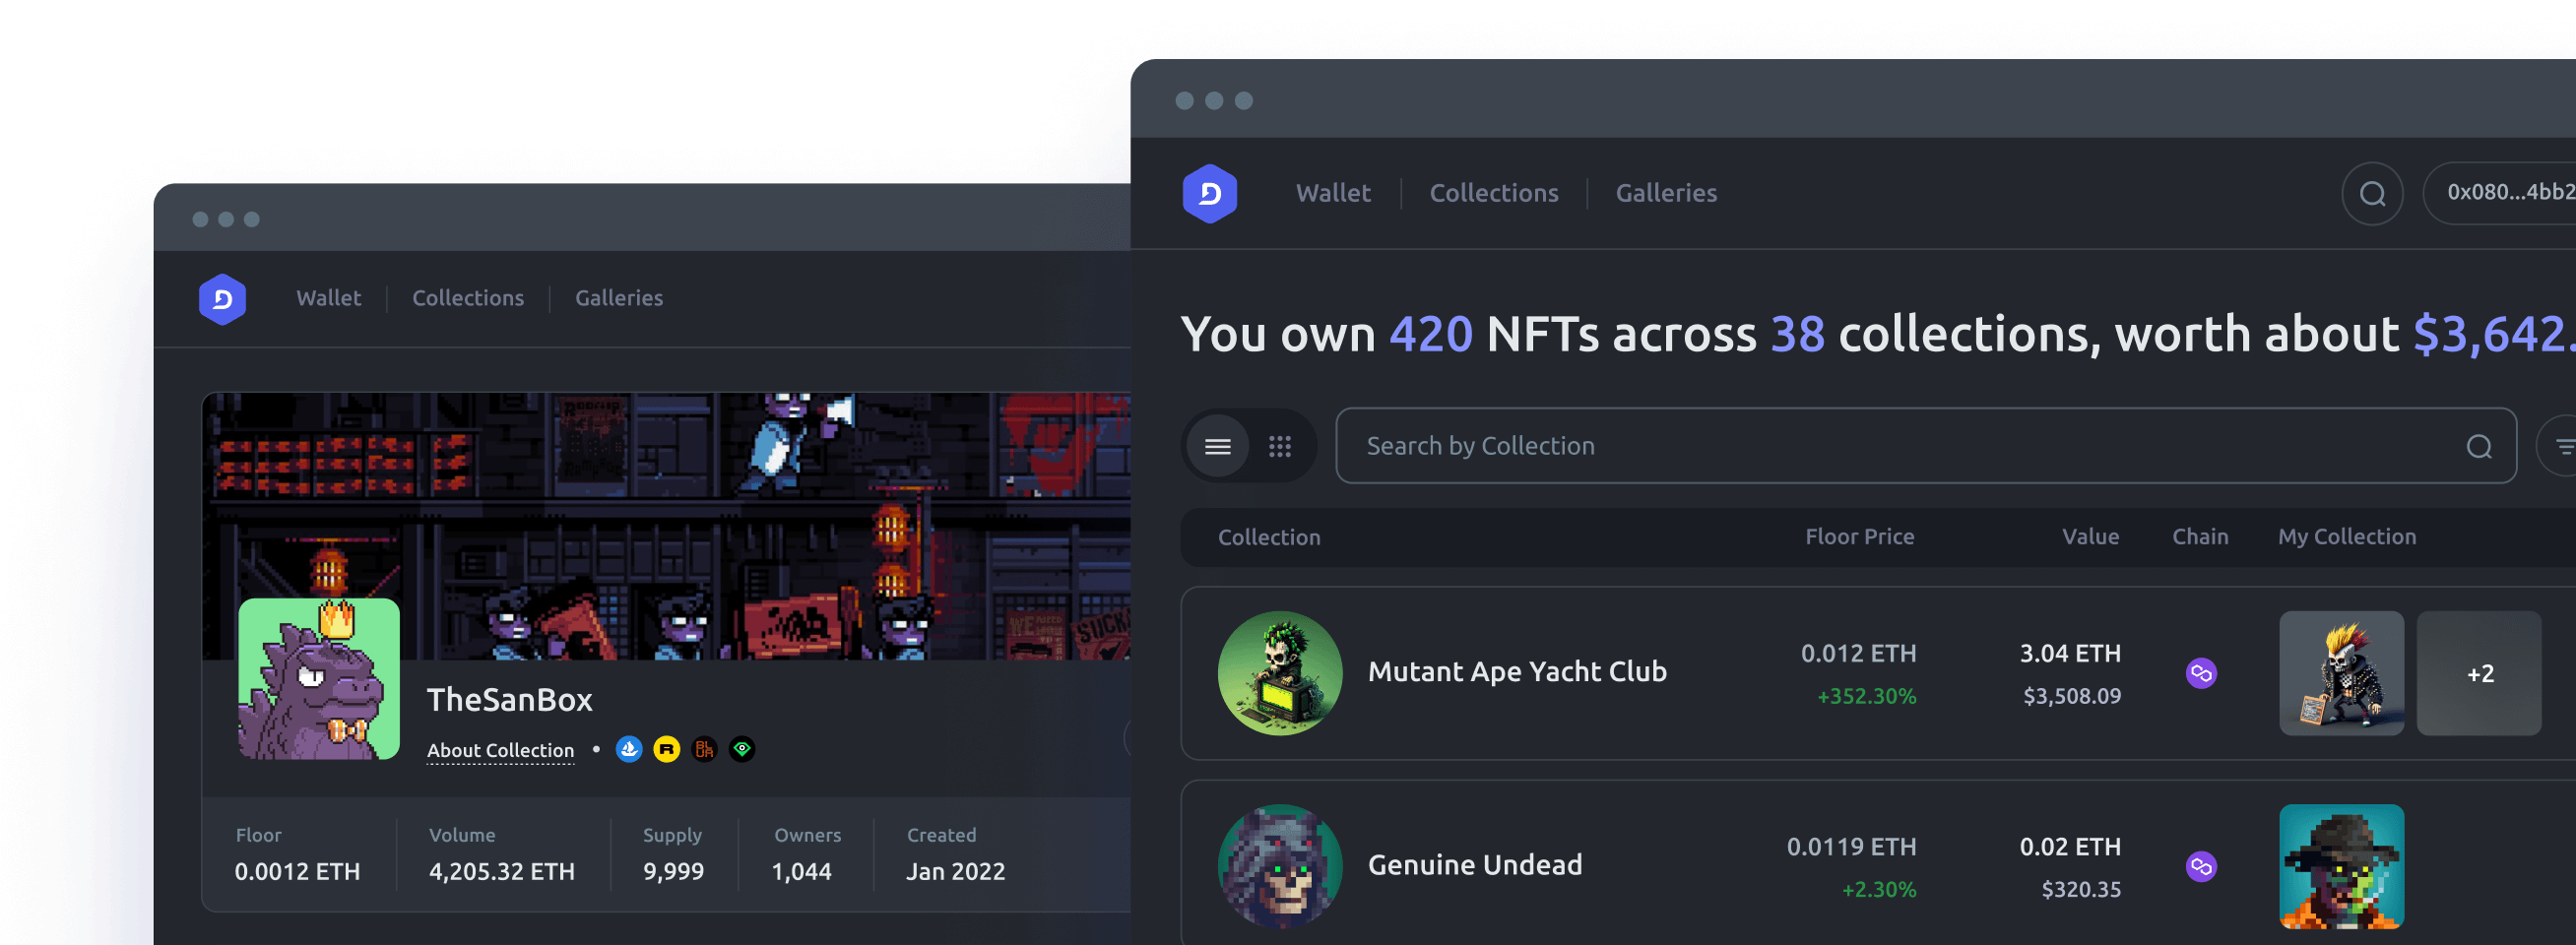 Wallet
Collections
Galleries
TheSanBox
About Collection •
Floor
Volume
Supply
Owners
Created
0.0012 ETH
4,205.32 ETH
9,999
1,044
Jan 2022
Wallet
Collections
Galleries
0x080...4bb2
You own 420 NFTs across 38 collections, worth about $3,642.
Search by Collection
Collection
Floor Price
Value
Chain
My Collection
Mutant Ape Yacht Club
0.012 ETH
+352.30%
3.04 ETH
$3,508.09
+2
Genuine Undead
0.0119 ETH
+2.30%
0.02 ETH
$320.35